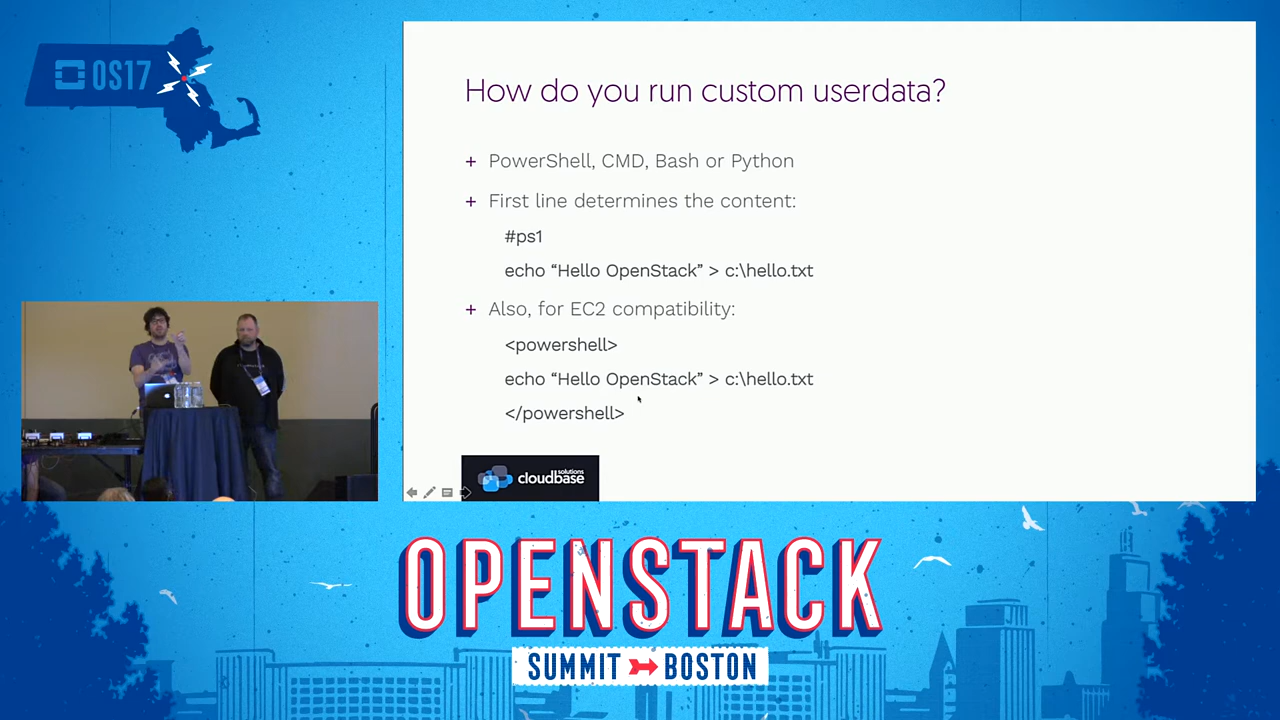 OS17
How do you run custom userdata?
+ PowerShell, CMD, Bash or Python
+ First line determines the content:
#ps1
echo “Hello OpenStack” > c:\hello.txt
+ Also, for EC2 compatibility:
<powershell>
echo “Hello OpenStack” > c:\hello.txt
</powershell>
cloudbase solutions
OPENSTACK
SUMMIT BOSTON